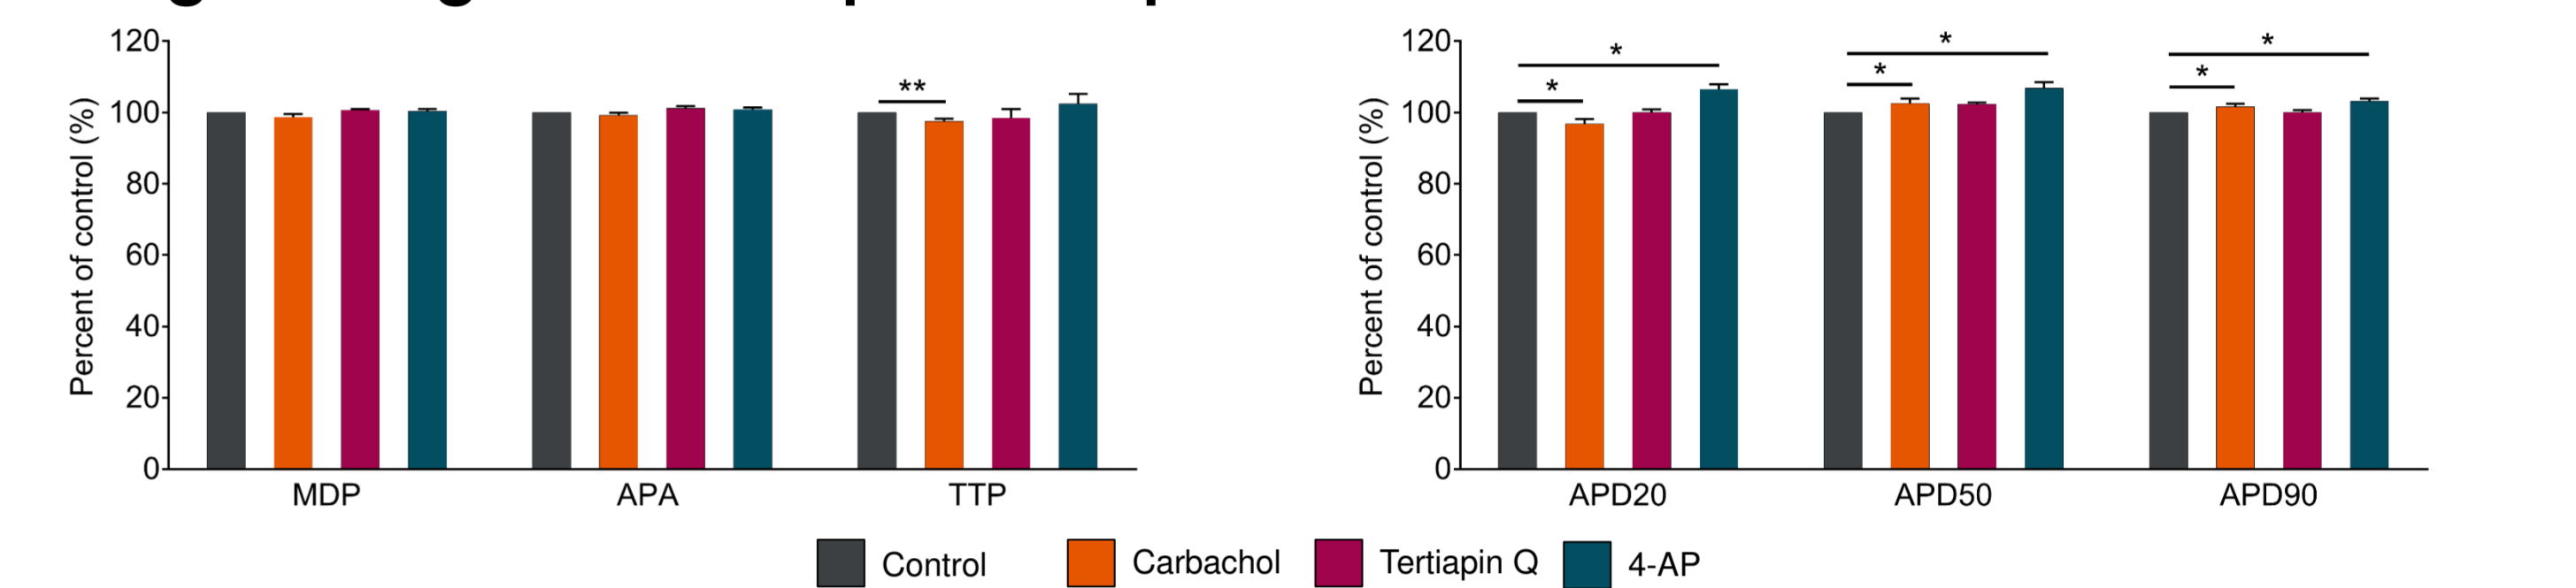 120
100
80
60
40
20
0
Percent of control (%)
**
MDP APA TTP
120
100
80
60
40
20
0
Percent of control (%)
* * * * * *
APD20 APD50 APD90
Control Carbachol Tertiapin Q 4-AP